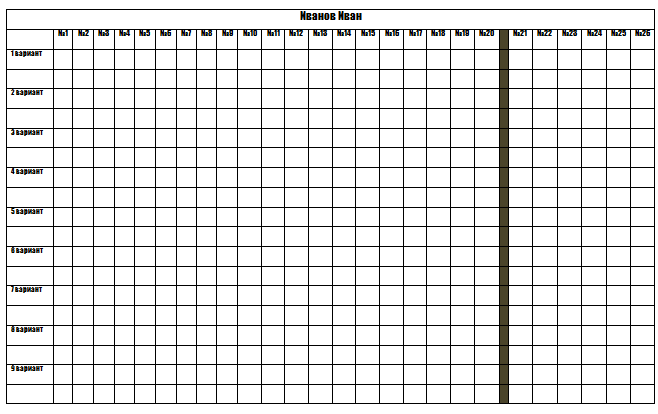 Иванов Иван
№1 №2 №3 №4 №5 №6 №7 №8 №9 №10 №11 №12 №13 №14 №15 №16 №17 №18 №19 №20 №21 №22 №23 №24 №25 №26
1 вариант
2 вариант
3 вариант
4 вариант
5 вариант
6 вариант
7 вариант
8 вариант
9 вариант